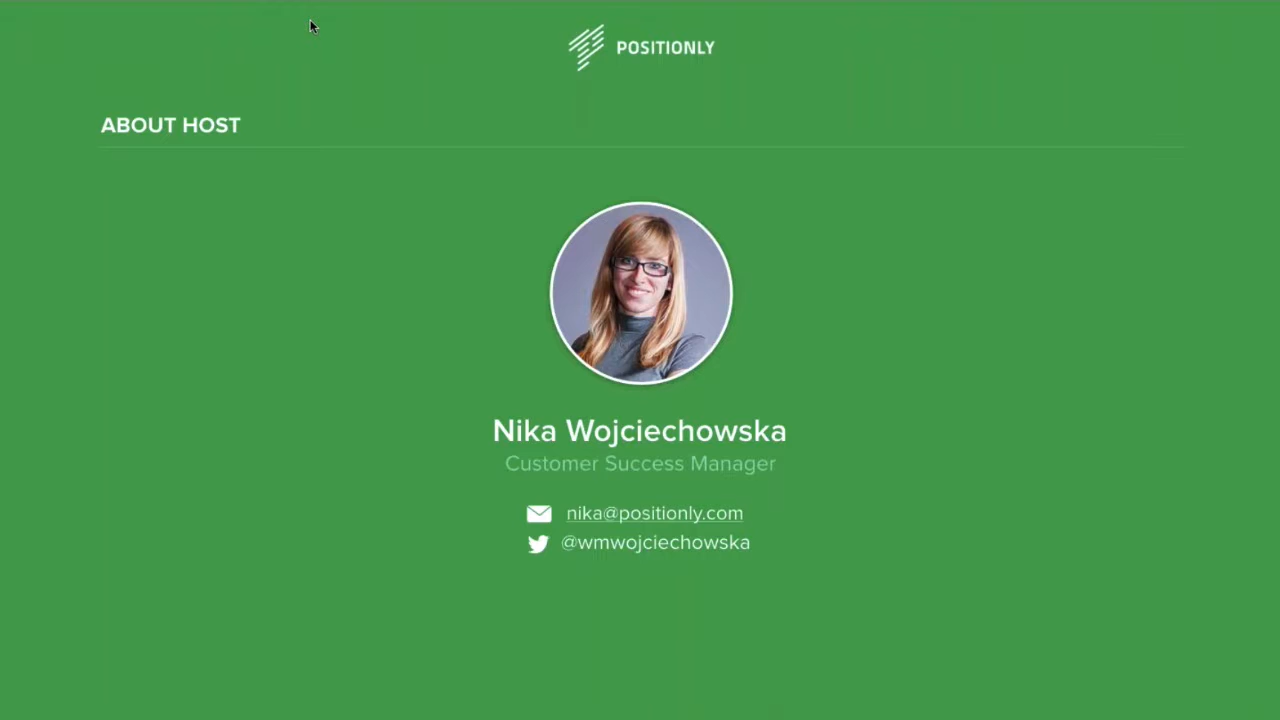 POSITIONLY
ABOUT HOST
Nika Wojciechowska
Customer Success Manager
nika@positionly.com
@wmwojciechowska